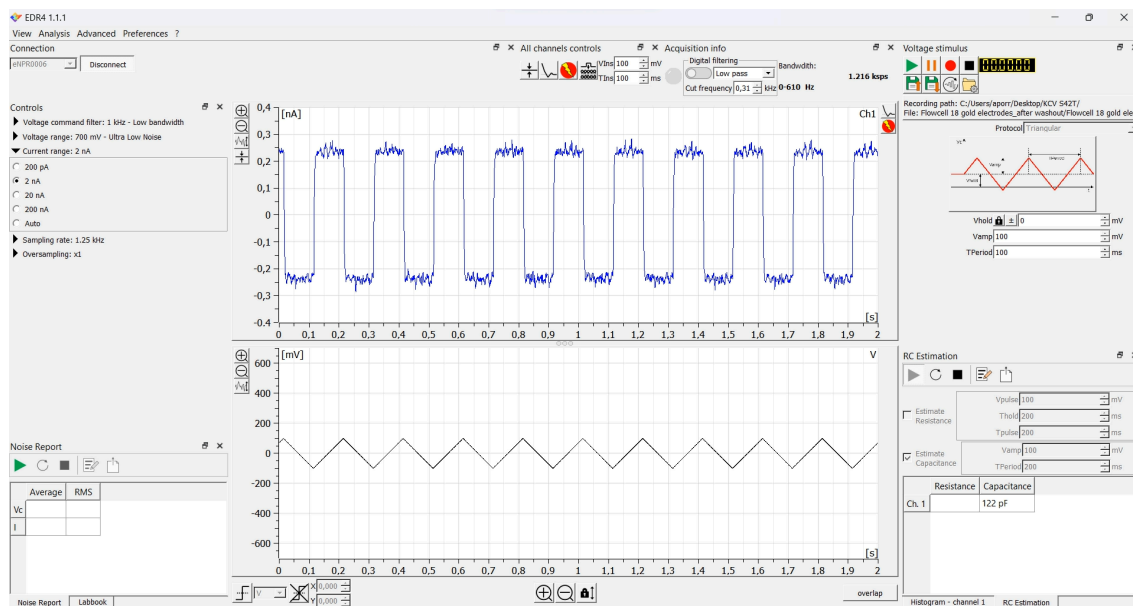 EDR4 1.1.1
View Analysis Advanced Preferences ?
Connection
eNPR0006
Disconnect
All channels controls
VIns 100 mV
TIns 100 ms
Acquisition info
Digital filtering
Low pass
Cut frequency 0,31 kHz
Bandwdith:
0-610 Hz
1.216 ksps
Voltage stimulus
00:00:00
Recording path: C:/Users/aporr/Desktop/KCV S42T/
File: Flowcell 18 gold electrodes_after washout/Flowcell 18 gold ele
Protocol Triangular
Vc
Vamp
TPeriod
Vhold
t
Vhold ± 0 mV
Vamp 100 mV
TPeriod 100 ms
Controls
Voltage command filter: 1 kHz - Low bandwidth
Voltage range: 700 mV - Ultra Low Noise
Current range: 2 nA
200 pA
2 nA
20 nA
200 nA
Auto
Sampling rate: 1.25 kHz
Oversampling: x1
[nA]
Ch1
0,4
0,3
0,2
0,1
0
-0,1
-0,2
-0,3
-0.4
[s]
0 0,1 0,2 0,3 0,4 0,5 0,6 0,7 0,8 0,9 1 1,1 1,2 1,3 1,4 1,5 1,6 1,7 1,8 1,9 2
[mV]
V
600
400
200
0
-200
-400
-600
[s]
0 0,1 0,2 0,3 0,4 0,5 0,6 0,7 0,8 0,9 1 1,1 1,2 1,3 1,4 1,5 1,6 1,7 1,8 1,9 2
V
X 0,000
Y 0,000
overlap
Noise Report
Average RMS
Vc
I
Noise Report Labbook
RC Estimation
Estimate Resistance
Vpulse 100 mV
Thold 200 ms
Tpulse 200 ms
Estimate Capacitance
Vamp 100 mV
TPeriod 200 ms
Resistance Capacitance
Ch. 1 122 pF
Histogram - channel 1 RC Estimation